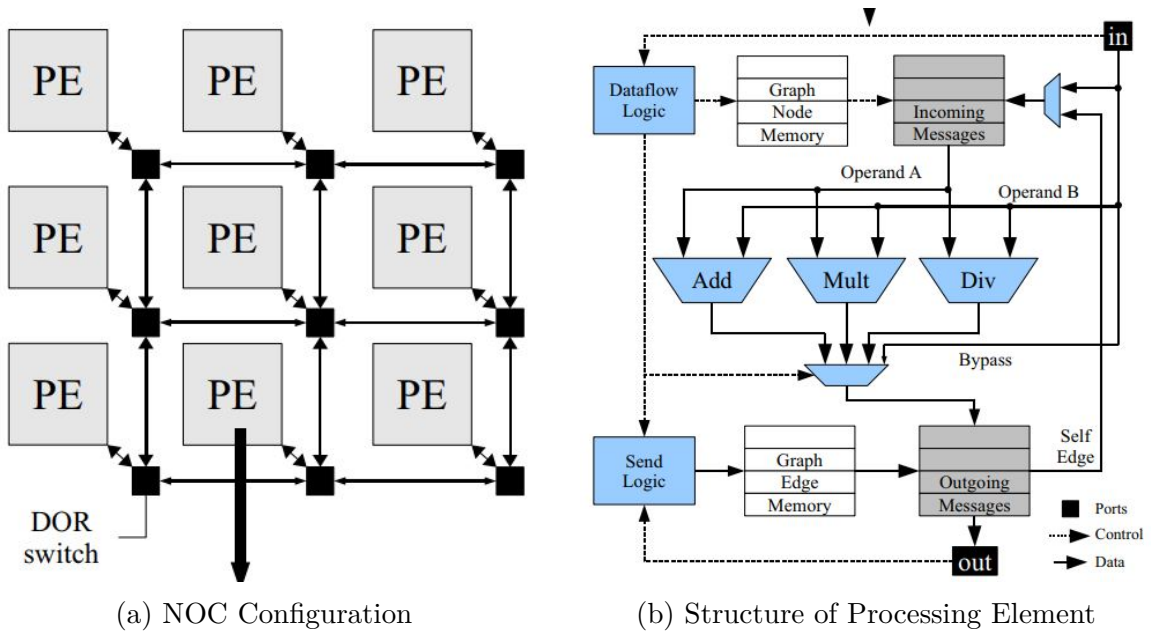 PE
PE
PE
PE
PE
PE
PE
PE
PE
DOR
switch
(a) NOC Configuration
in
Dataflow
Logic
Graph
Node
Memory
Incoming
Messages
Operand A
Operand B
Add
Mult
Div
Bypass
Send
Logic
Graph
Edge
Memory
Outgoing
Messages
Self
Edge
out
Ports
Control
Data
(b) Structure of Processing Element